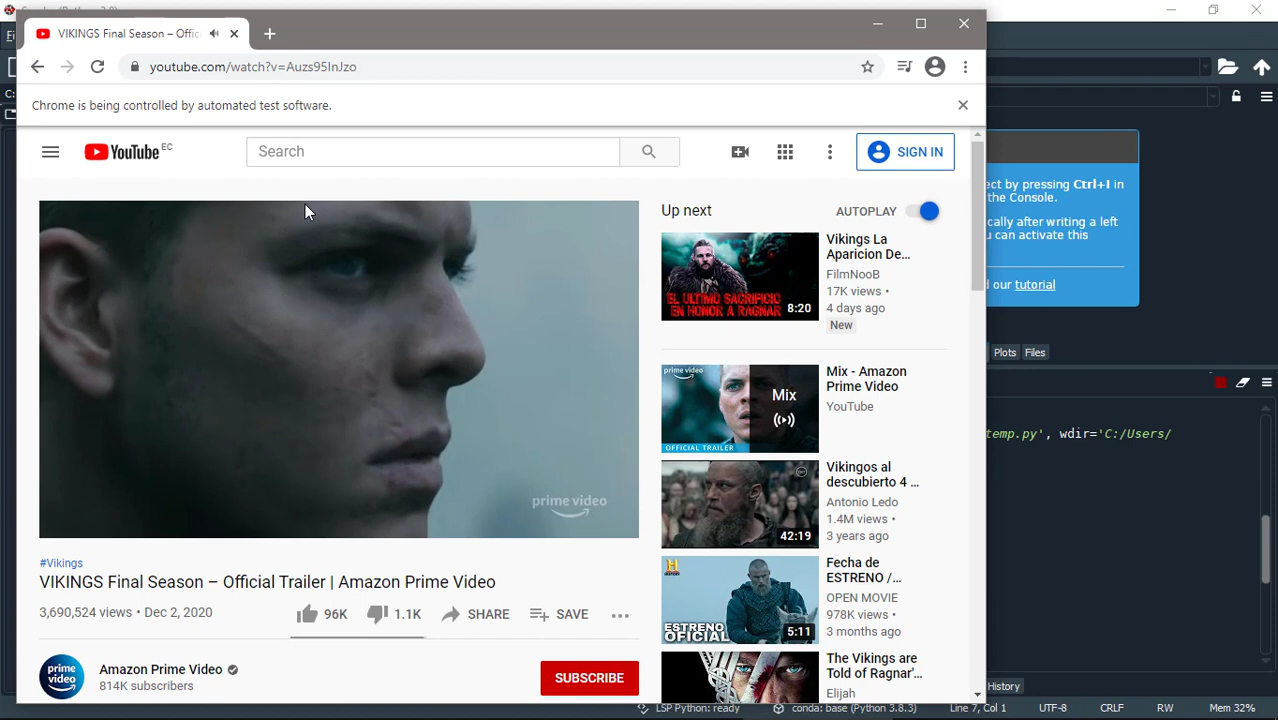 VIKINGS Final Season – Offic
youtube.com/watch?v=Auzs95InJzo
Chrome is being controlled by automated test software.
YouTube EC
Search
SIGN IN
prime video
#Vikings
VIKINGS Final Season – Official Trailer | Amazon Prime Video
3,690,524 views • Dec 2, 2020
96K
1.1K
SHARE
SAVE
prime video
Amazon Prime Video
814K subscribers
SUBSCRIBE
Up next
AUTOPLAY
EL ULTIMO SACRIFICIO
EN HONOR A RAGNAR
8:20
Vikings La
Aparicion De...
FilmNooB
17K views •
4 days ago
New
prime video
OFFICIAL TRAILER
Mix
Mix - Amazon
Prime Video
YouTube
42:19
Vikingos al
descubierto 4 ...
Antonio Ledo
1.4M views •
3 years ago
H
HISTORY
ESTRENO
OFICIAL
5:11
Fecha de
ESTRENO /...
OPEN MOVIE
978K views •
3 months ago
The Vikings are
Told of Ragnar'...
Elijah
ect by pressing Ctrl+I in
the Console.
cally after writing a left
u can activate this
d our tutorial
Plots
Files
temp.py', wdir='C:/Users/
History
LSP Python: ready
conda: base (Python 3.8.3)
Line 7, Col 1
UTF-8
CRLF
RW
Mem 32%